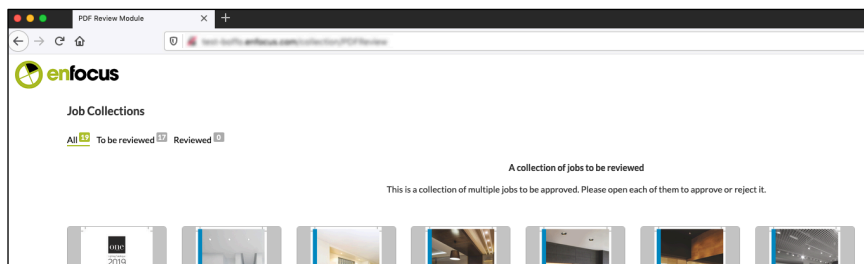 PDF Review Module
enfocus
Job Collections
All 19 To be reviewed 17 Reviewed 0
A collection of jobs to be reviewed
This is a collection of multiple jobs to be approved. Please open each of them to approve or reject it.
one
2019